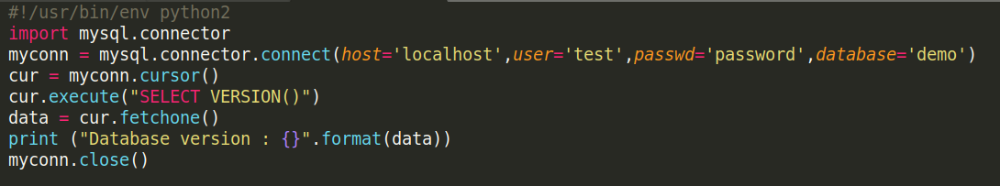 #!/usr/bin/env python2
import mysql.connector
myconn = mysql.connector.connect(host='localhost',user='test',passwd='password',database='demo')
cur = myconn.cursor()
cur.execute("SELECT VERSION()")
data = cur.fetchone()
print ("Database version : {}".format(data))
myconn.close()